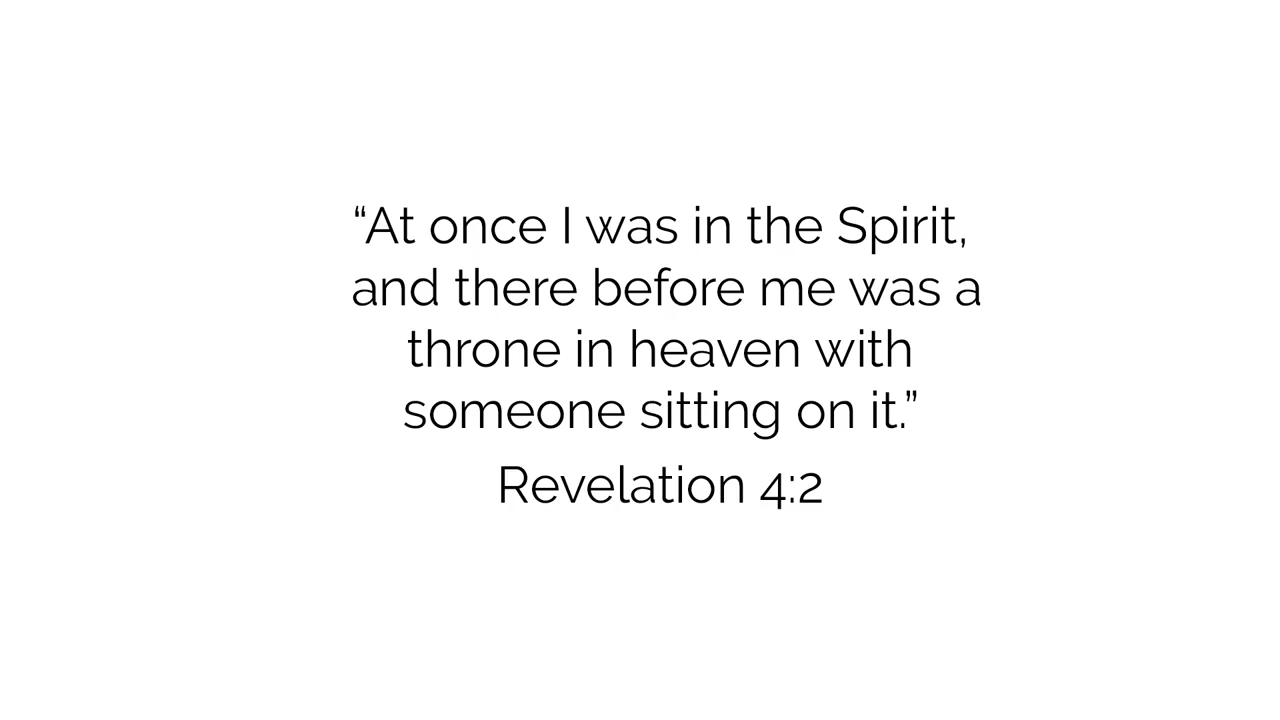 “At once I was in the Spirit,
and there before me was a
throne in heaven with
someone sitting on it.”
Revelation 4:2